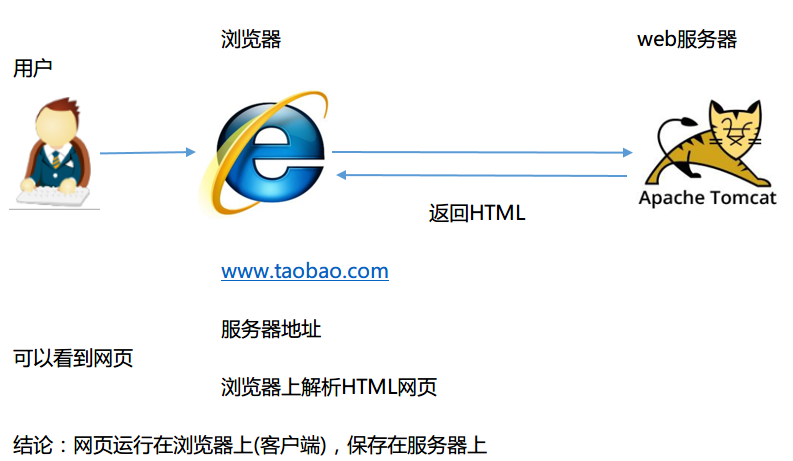 浏览器
web服务器
用户
Apache Tomcat
返回HTML
www.taobao.com
服务器地址
可以看到网页
浏览器上解析HTML网页
结论：网页运行在浏览器上(客户端)，保存在服务器上